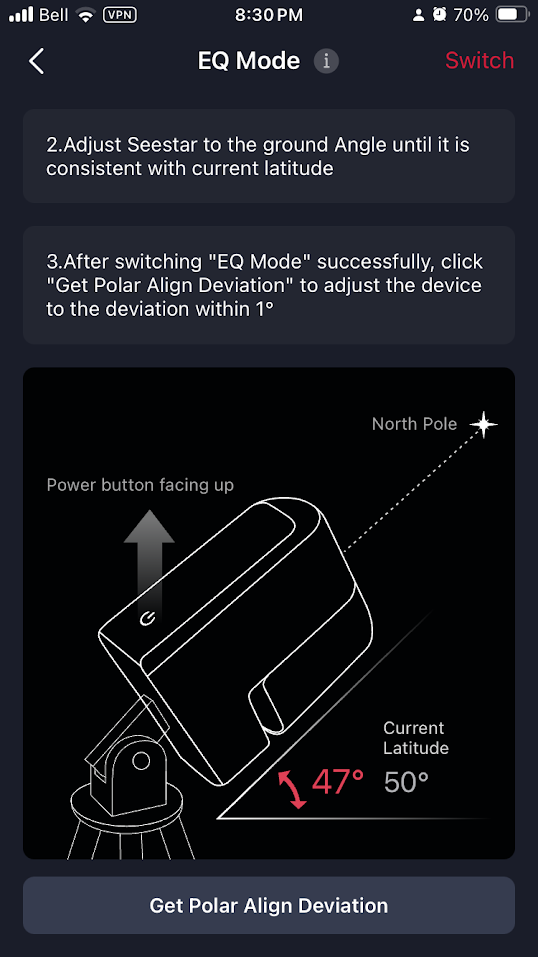 Bell VPN 8:30 PM 70%
EQ Mode i Switch
2.Adjust Seestar to the ground Angle until it is
consistent with current latitude
3.After switching "EQ Mode" successfully, click
"Get Polar Align Deviation" to adjust the device
to the deviation within 1°
North Pole
Power button facing up
Current
Latitude
47° 50°
Get Polar Align Deviation